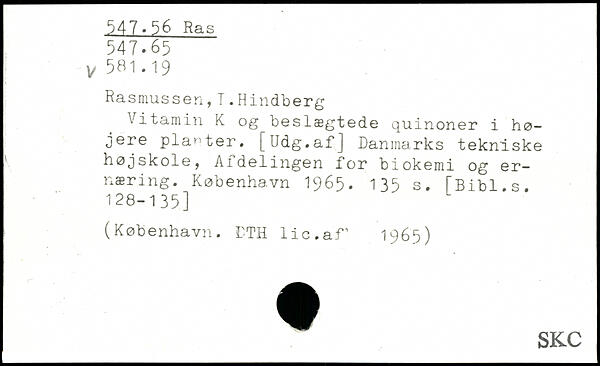 547.56 Ras
547.65
v 581.19
Rasmussen,T.Hindberg
Vitamin K og beslægtede quinoner i hø-
jere planter. [Udg.af] Danmarks tekniske
højskole, Afdelingen for biokemi og er-
næring. København 1965. 135 s. [Bibl.s.
128-135]
(København. DTH lic.af 1965)
SKC